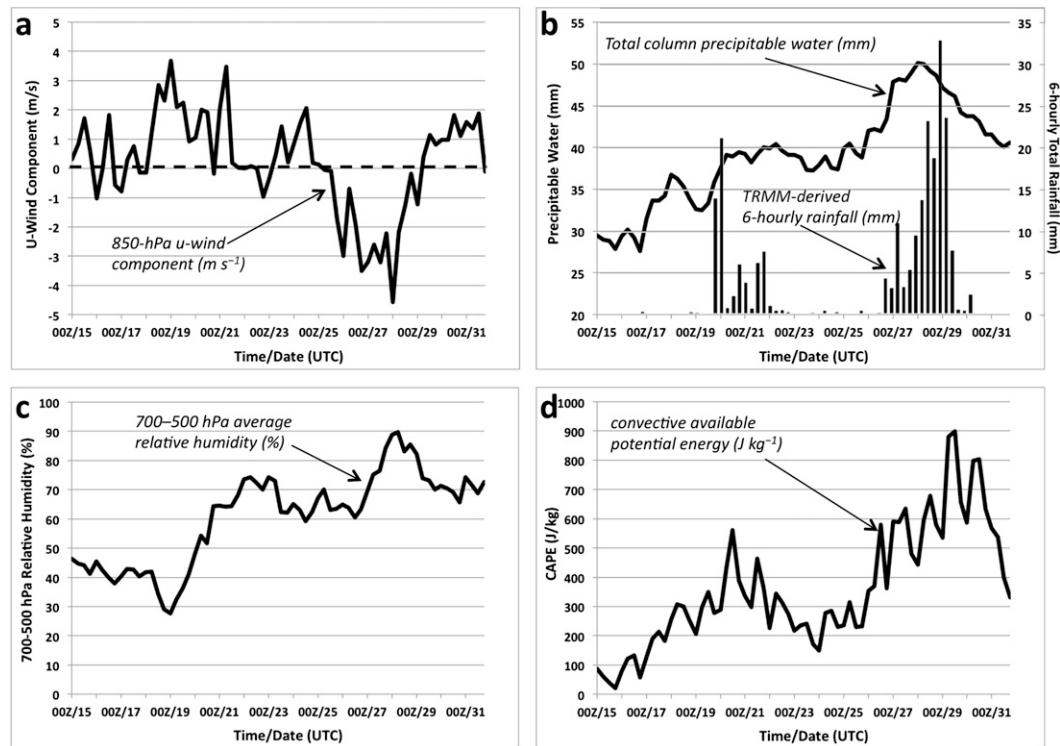 a
U-Wind Component (m/s)
5
4
3
2
1
0
-1
-2
-3
-4
-5
850-hPa u-wind
component (m s⁻¹)
00Z/15 00Z/17 00Z/19 00Z/21 00Z/23 00Z/25 00Z/27 00Z/29 00Z/31
Time/Date (UTC)
b
Precipitable Water (mm)
55
50
45
40
35
30
25
20
Total column precipitable water (mm)
TRMM-derived
6-hourly rainfall (mm)
35
30
25
20
15
10
5
0
6-hourly Total Rainfall
(mm)
00Z/15 00Z/17 00Z/19 00Z/21 00Z/23 00Z/25 00Z/27 00Z/29 00Z/31
Time/Date (UTC)
c
700-500 hPa Relative Humidity (%)
100
90
80
70
60
50
40
30
20
10
0
700–500 hPa average
relative humidity (%)
00Z/15 00Z/17 00Z/19 00Z/21 00Z/23 00Z/25 00Z/27 00Z/29 00Z/31
Time/Date (UTC)
d
CAPE (J/kg)
1000
900
800
700
600
500
400
300
200
100
0
convective available
potential energy (J kg⁻¹)
00Z/15 00Z/17 00Z/19 00Z/21 00Z/23 00Z/25 00Z/27 00Z/29 00Z/31
Time/Date (UTC)